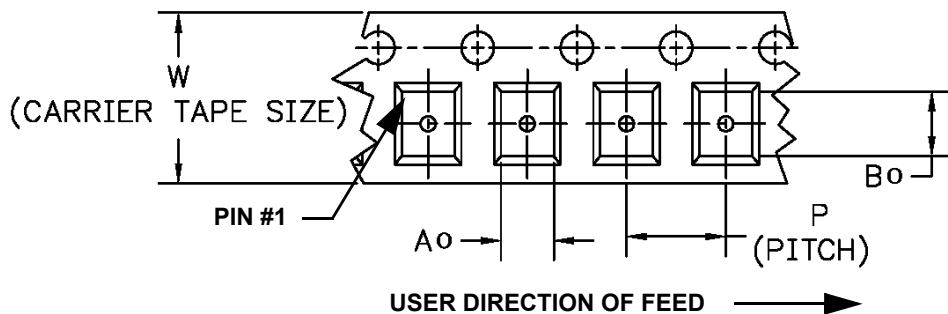 W
(CARRIER TAPE SIZE)
PIN #1
Ao
Bo
P
(PITCH)
USER DIRECTION OF FEED